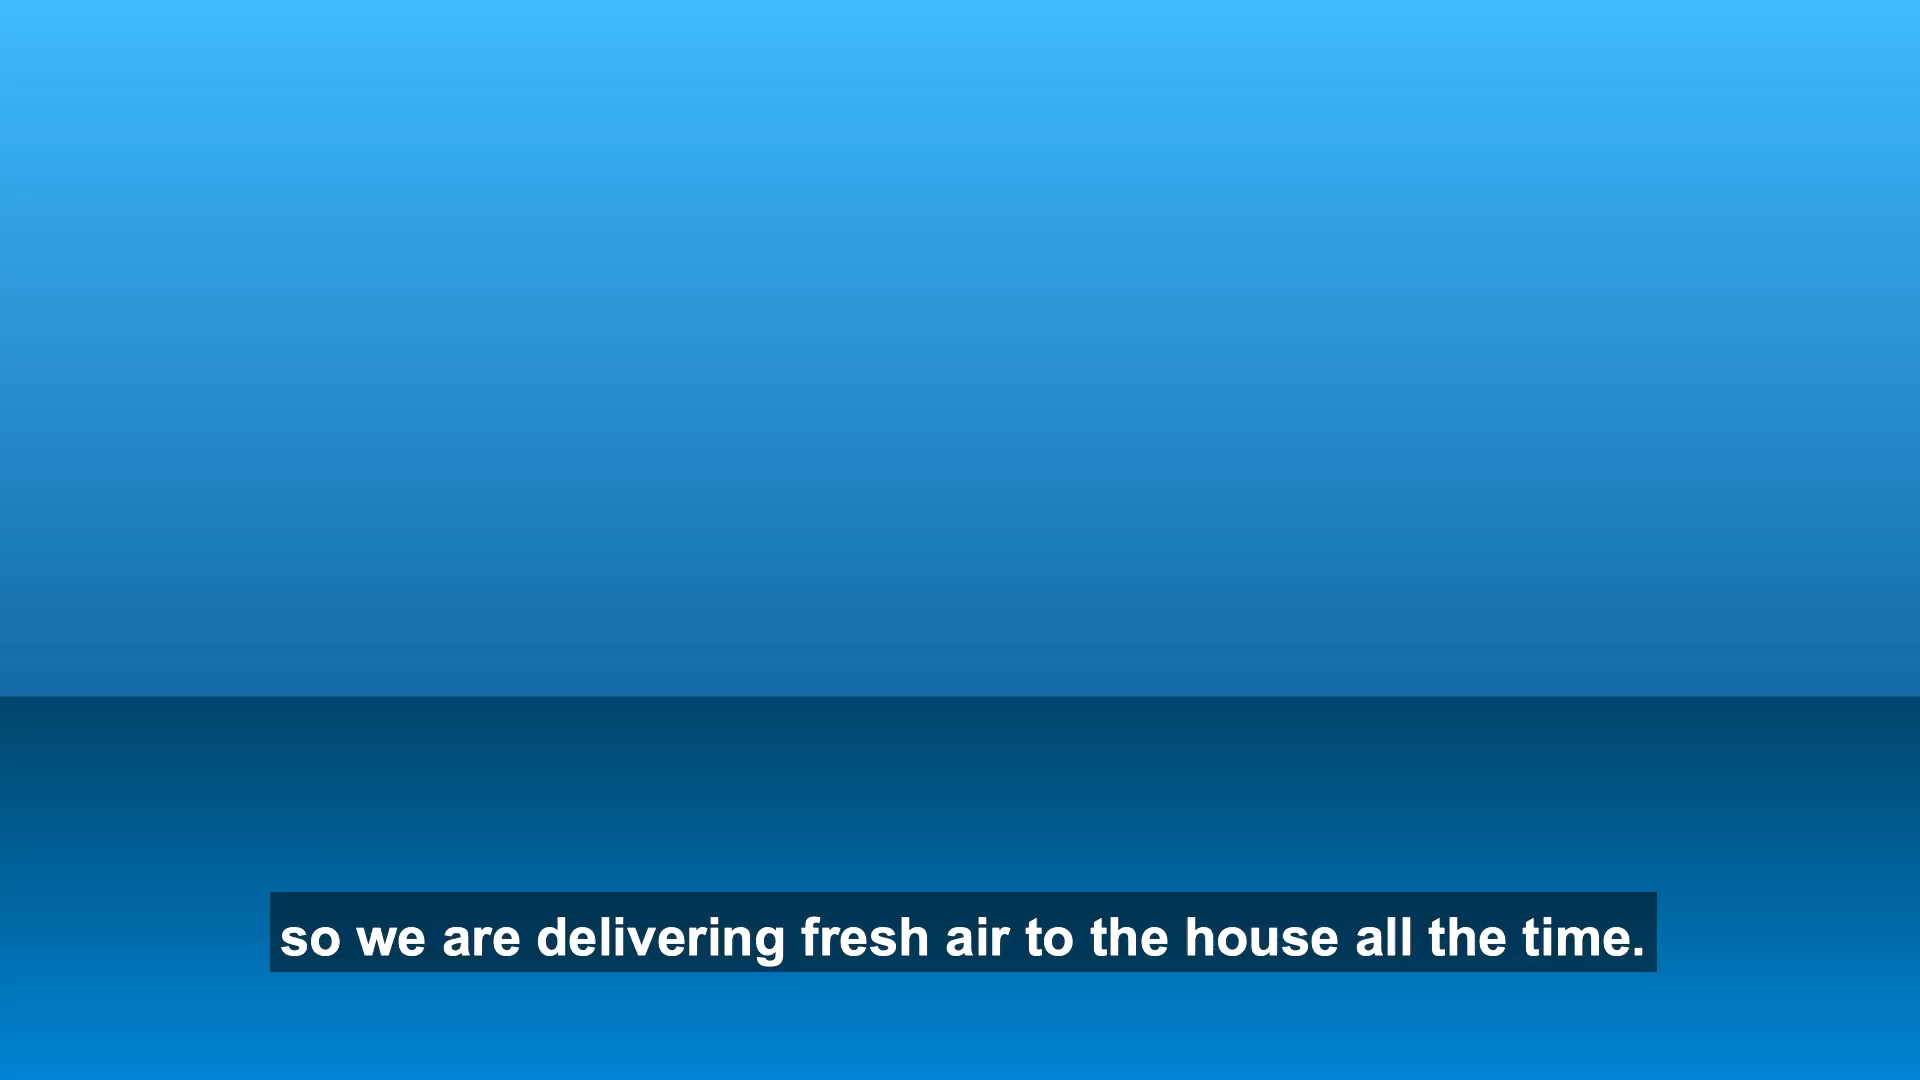 so we are delivering fresh air to the house all the time.